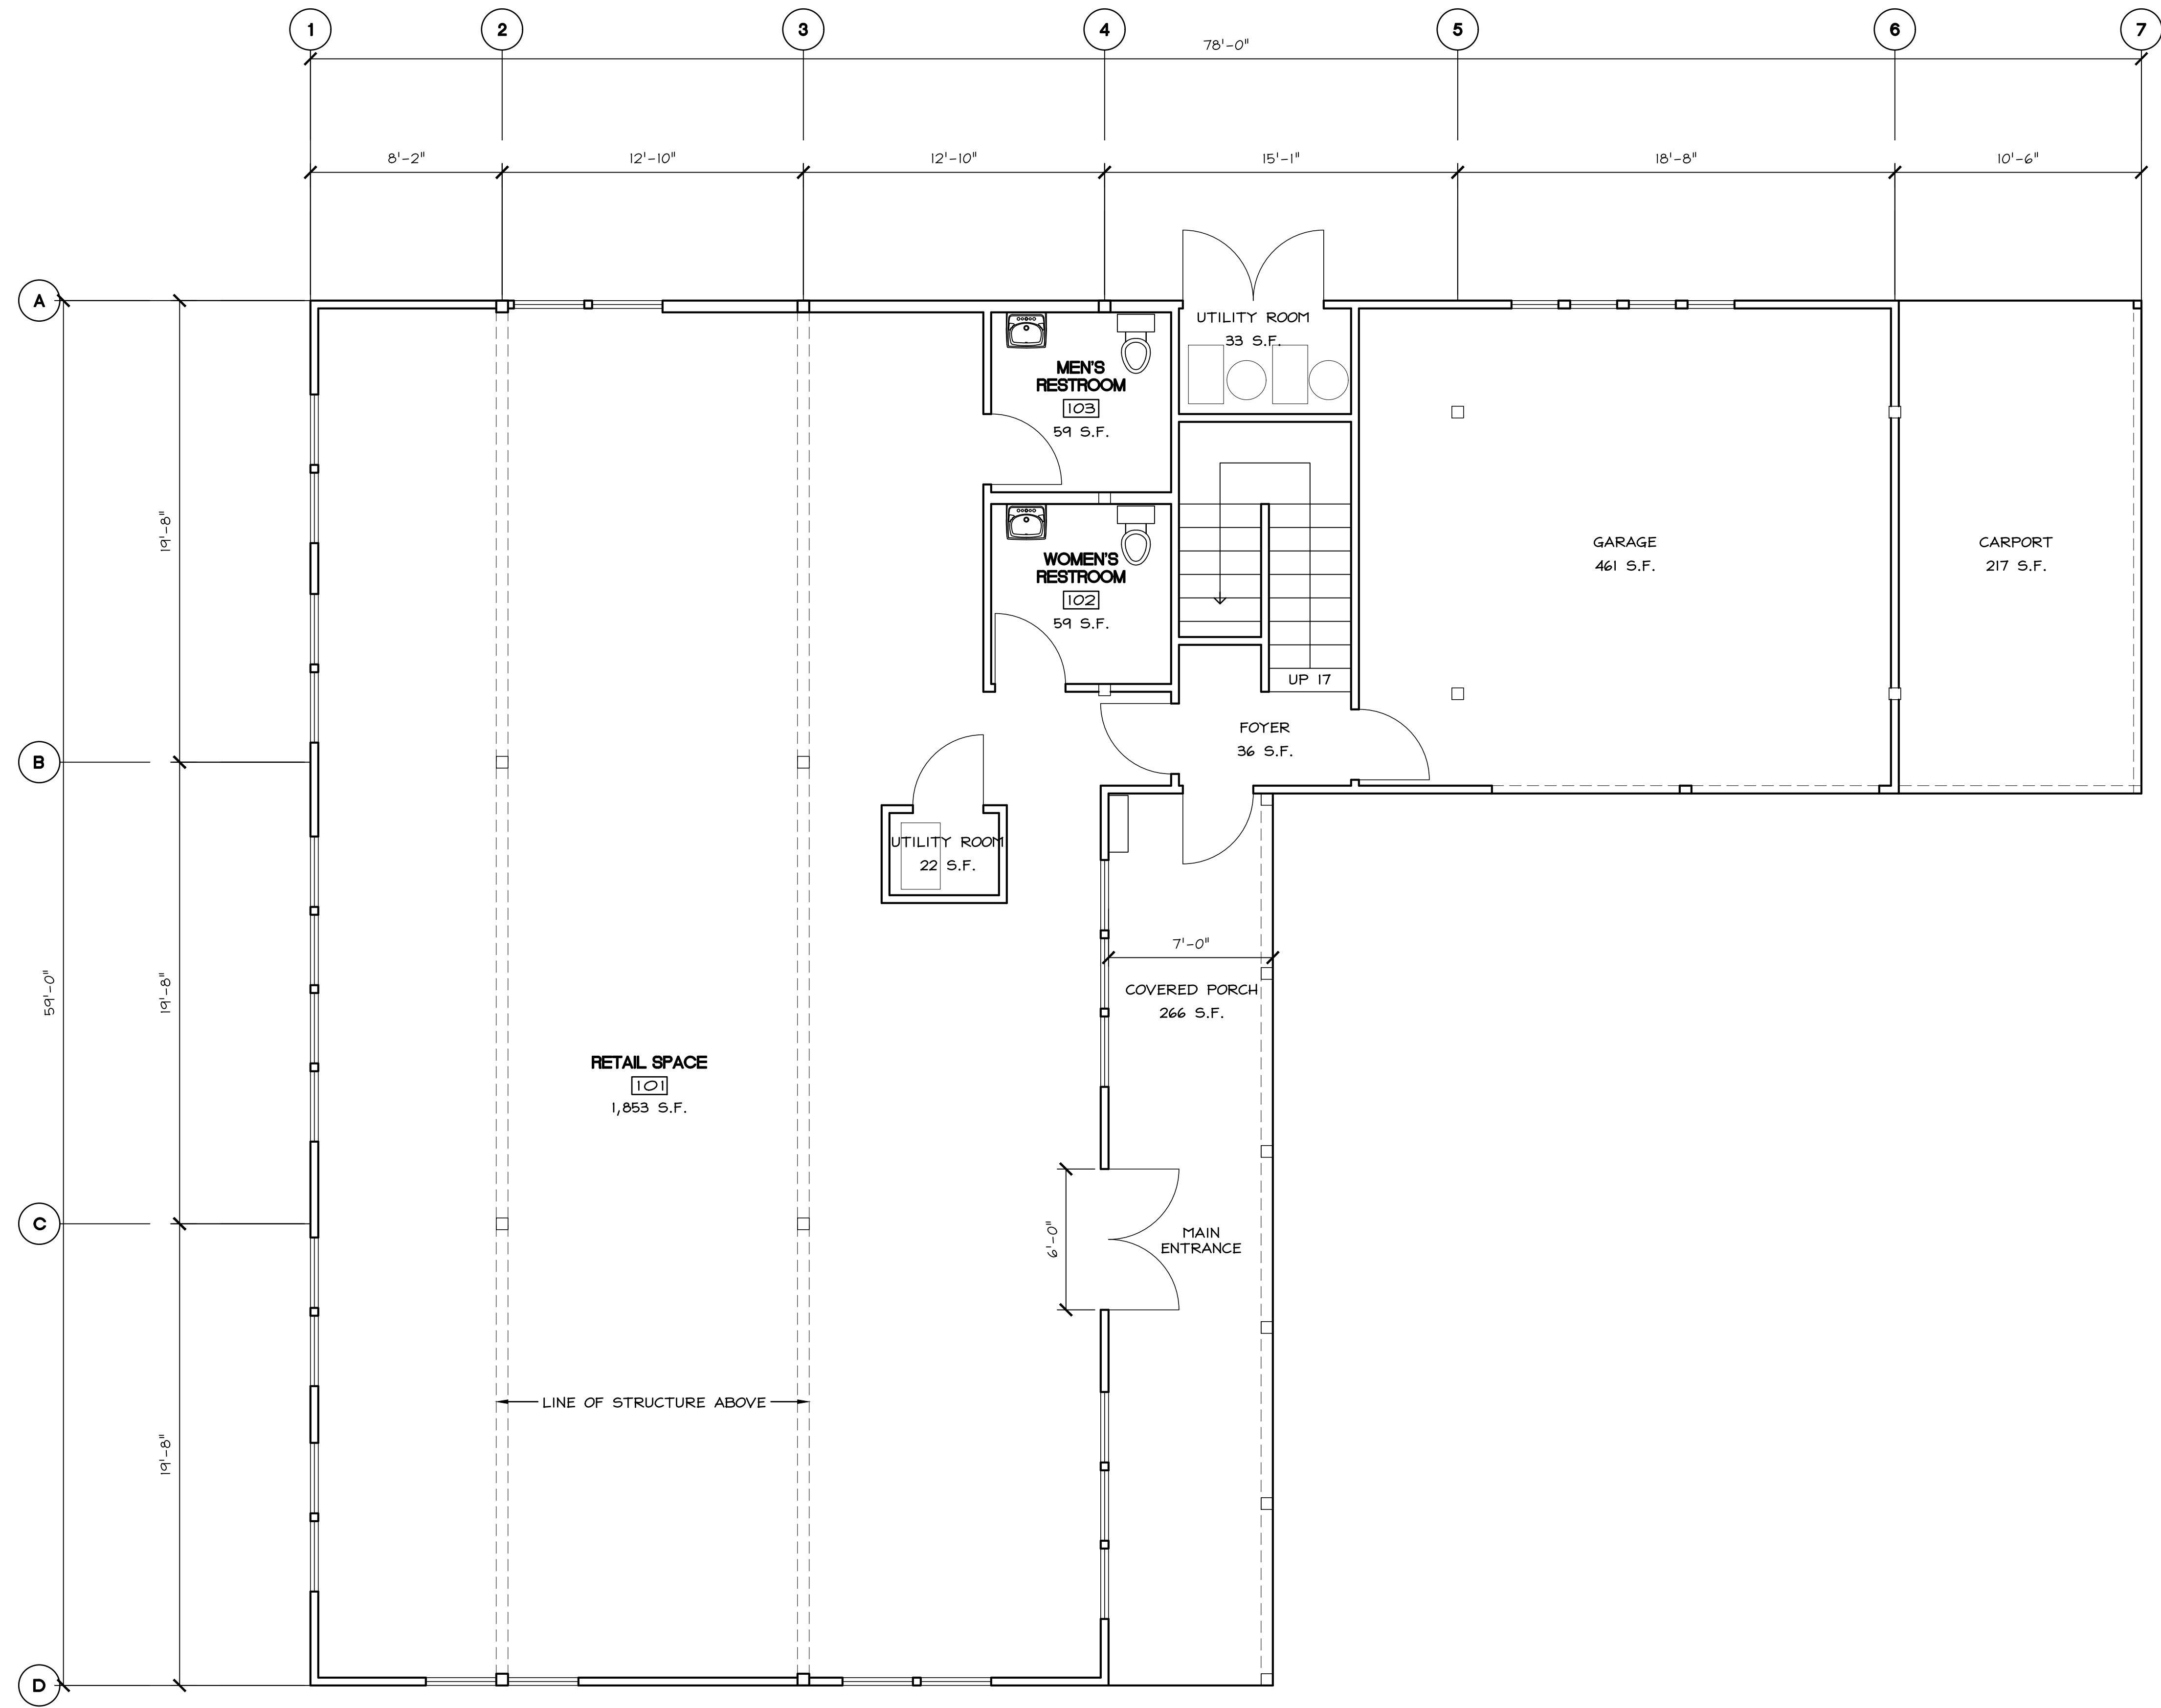 1
2
3
4
5
6
7
78'-0"
8'-2"
12'-10"
12'-10"
15'-1"
18'-8"
10'-6"
A
UTILITY ROOM
33 S.F.
MEN'S
RESTROOM
103
59 S.F.
19'-8"
WOMEN'S
RESTROOM
102
59 S.F.
GARAGE
461 S.F.
CARPORT
217 S.F.
UP 17
FOYER
36 S.F.
B
UTILITY ROOM
22 S.F.
7'-0"
COVERED PORCH
266 S.F.
59'-0"
19'-8"
RETAIL SPACE
101
1,853 S.F.
C
6'-0"
MAIN
ENTRANCE
LINE OF STRUCTURE ABOVE
19'-8"
D